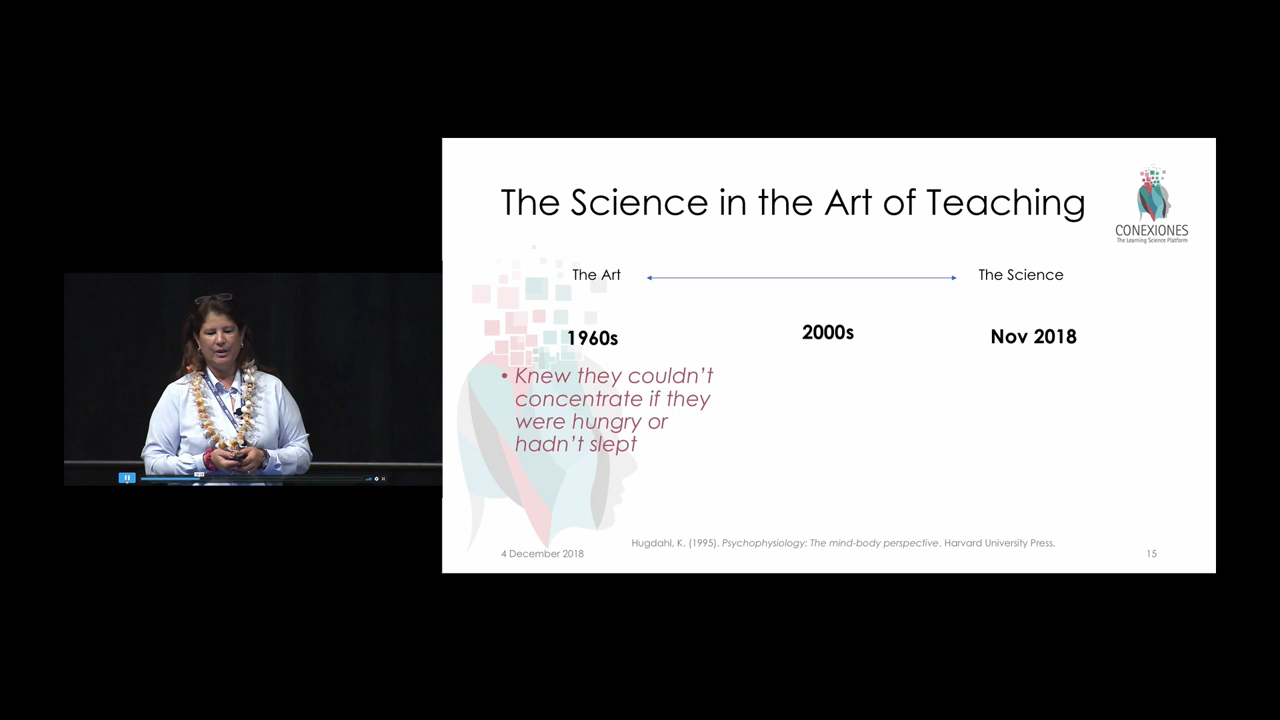 The Science in the Art of Teaching
CONEXIONES
The Learning Science Platform
The Art
The Science
1960s
2000s
Nov 2018
• Knew they couldn’t
concentrate if they
were hungry or
hadn’t slept
Hugdahl, K. (1995). Psychophysiology: The mind-body perspective. Harvard University Press.
4 December 2018
15